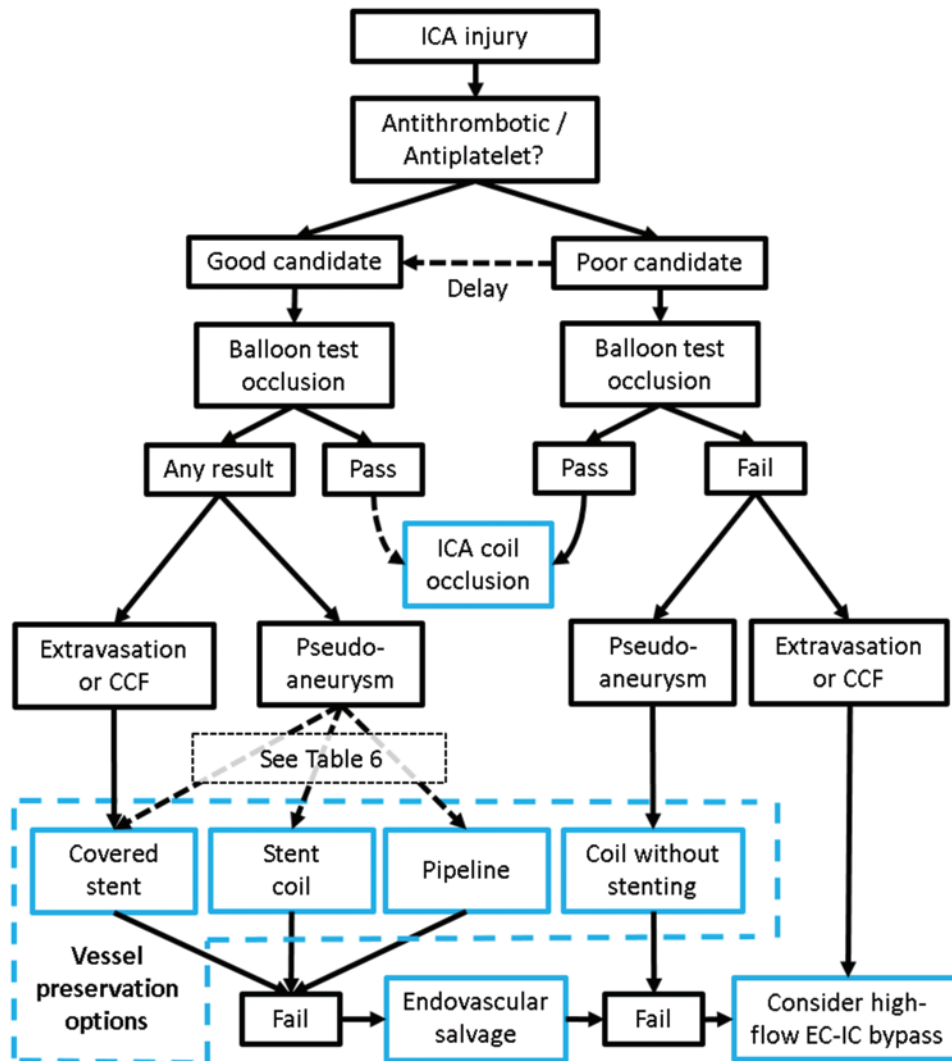 ICA injury
Antithrombotic /
Antiplatelet?
Good candidate
Poor candidate
Delay
Balloon test
occlusion
Balloon test
occlusion
Any result
Pass
Pass
Fail
ICA coil
occlusion
Extravasation
or CCF
Pseudo-
aneurysm
Pseudo-
aneurysm
Extravasation
or CCF
See Table 6
Covered
stent
Stent
coil
Pipeline
Coil without
stenting
Vessel
preservation
options
Fail
Endovascular
salvage
Fail
Consider high-
flow EC-IC bypass